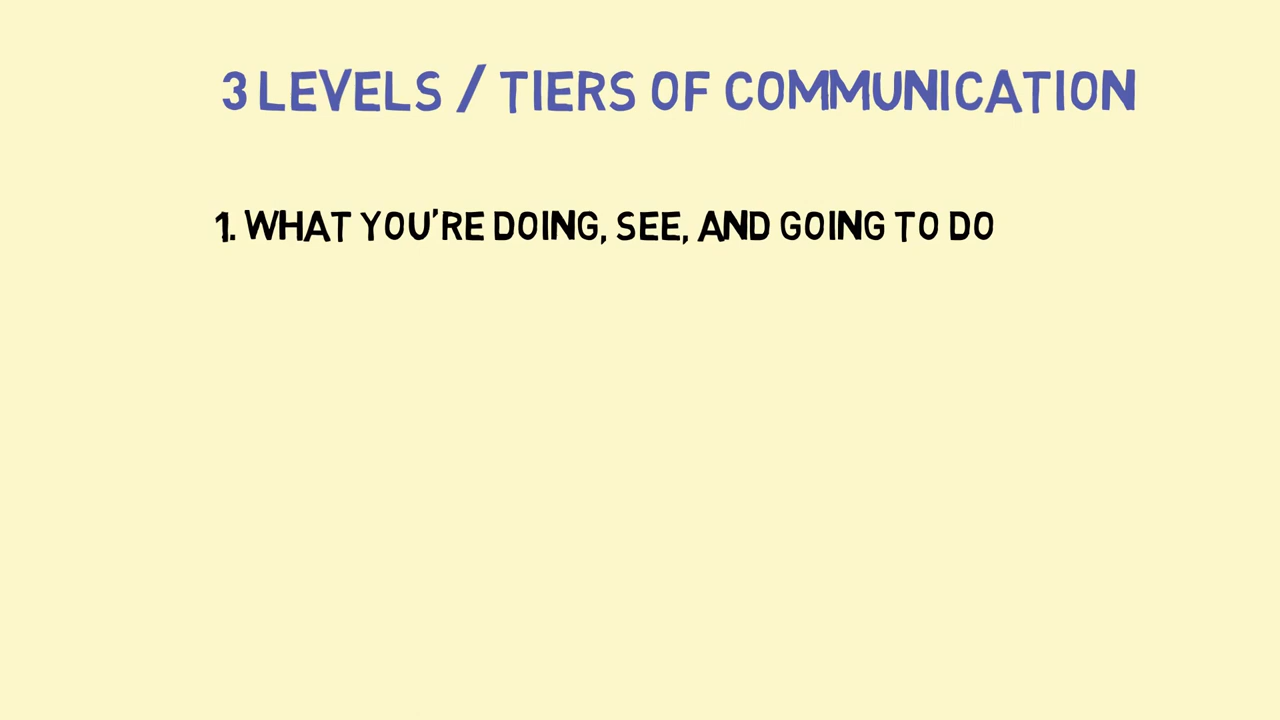 3 LEVELS / TIERS OF COMMUNICATION
1. WHAT YOU'RE DOING, SEE, AND GOING TO DO